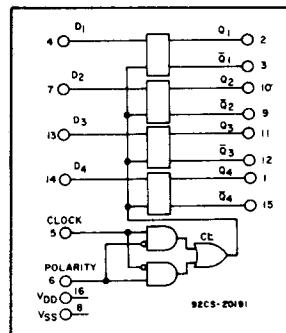 D1 Q1
4 2
Q̄1
3
D2 Q2
7 10
Q̄2
9
D3 Q3
13 11
Q̄3
12
D4 Q4
14 1
Q̄4
15
CLOCK
5 CL
POLARITY
6
VDD 16
VSS 8
92CS-20191